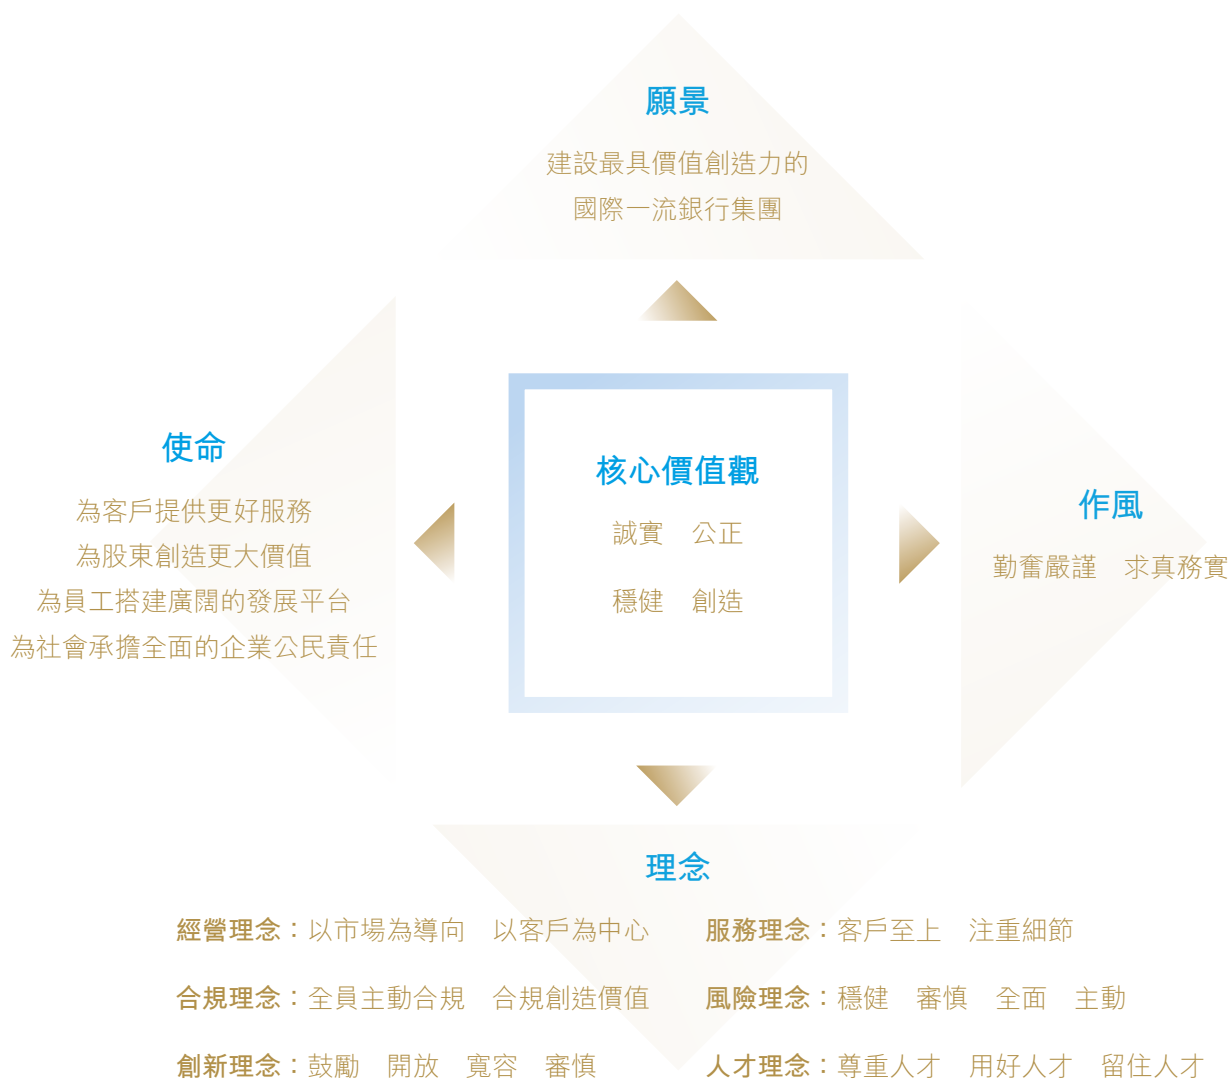 願景
建設最具價值創造力的
國際一流銀行集團
使命
為客戶提供更好服務
為股東創造更大價值
為員工搭建廣闊的發展平台
為社會承擔全面的企業公民責任
核心價值觀
誠實 公正
穩健 創造
作風
勤奮嚴謹 求真務實
理念
經營理念：以市場為導向 以客戶為中心
服務理念：客戶至上 注重細節
合規理念：全員主動合規 合規創造價值
風險理念：穩健 審慎 全面 主動
創新理念：鼓勵 開放 寬容 審慎
人才理念：尊重人才 用好人才 留住人才